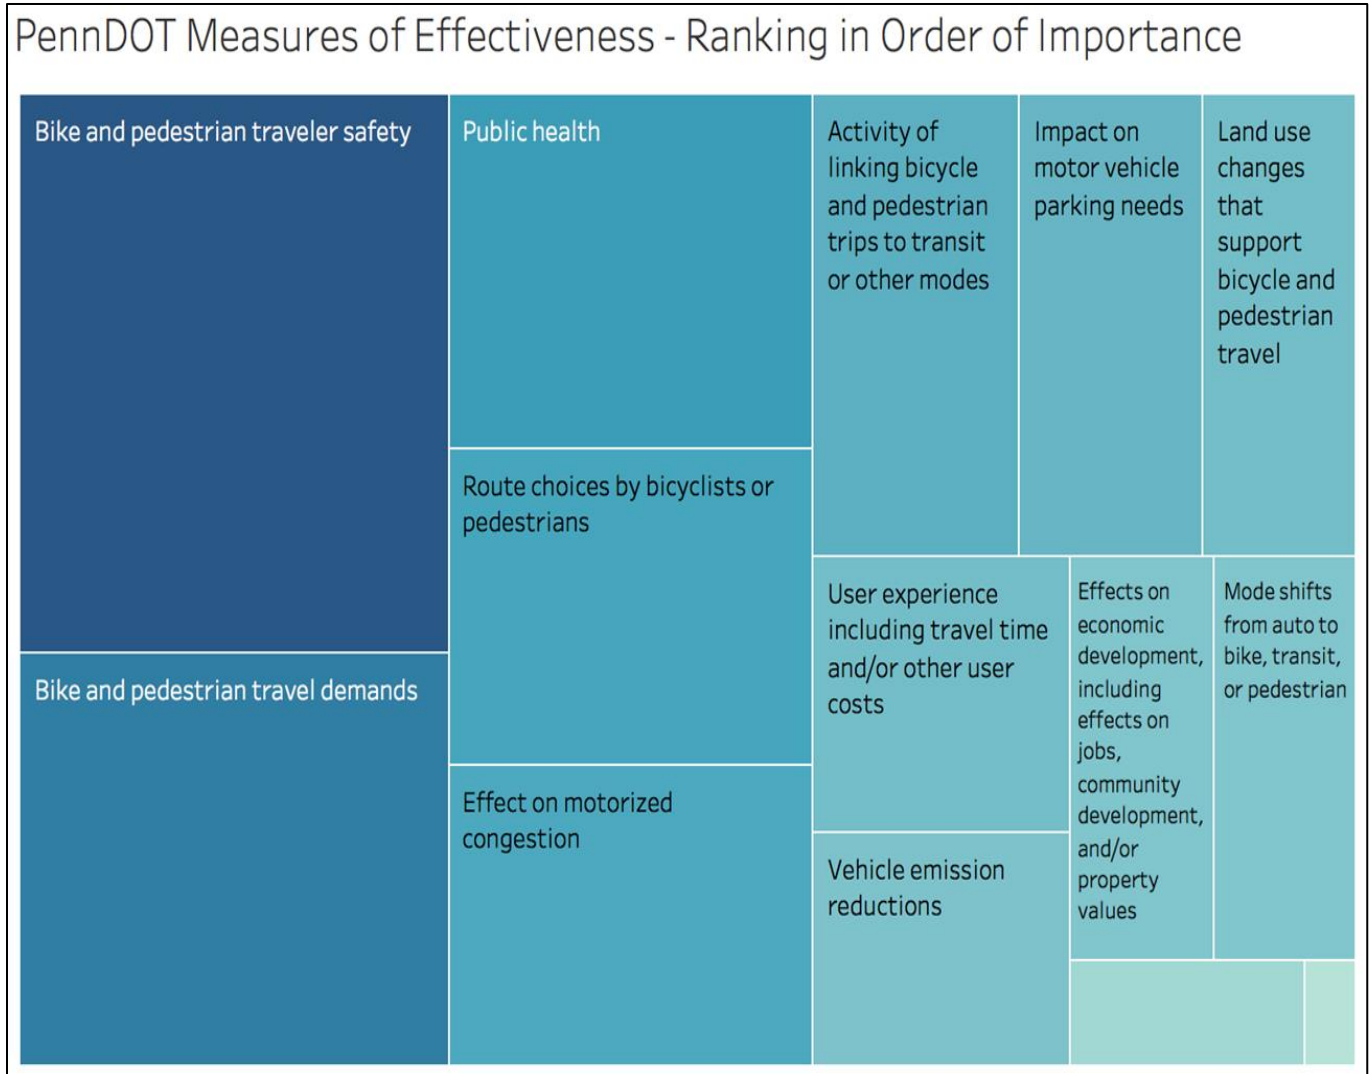 PennDOT Measures of Effectiveness - Ranking in Order of Importance
Bike and pedestrian traveler safety
Bike and pedestrian travel demands
Public health
Route choices by bicyclists or
pedestrians
Effect on motorized
congestion
Activity of
linking bicycle
and pedestrian
trips to transit
or other modes
Impact on
motor vehicle
parking needs
Land use
changes
that
support
bicycle and
pedestrian
travel
User experience
including travel time
and/or other user
costs
Vehicle emission
reductions
Effects on
economic
development,
including
effects on
jobs,
community
development,
and/or
property
values
Mode shifts
from auto to
bike, transit,
or pedestrian